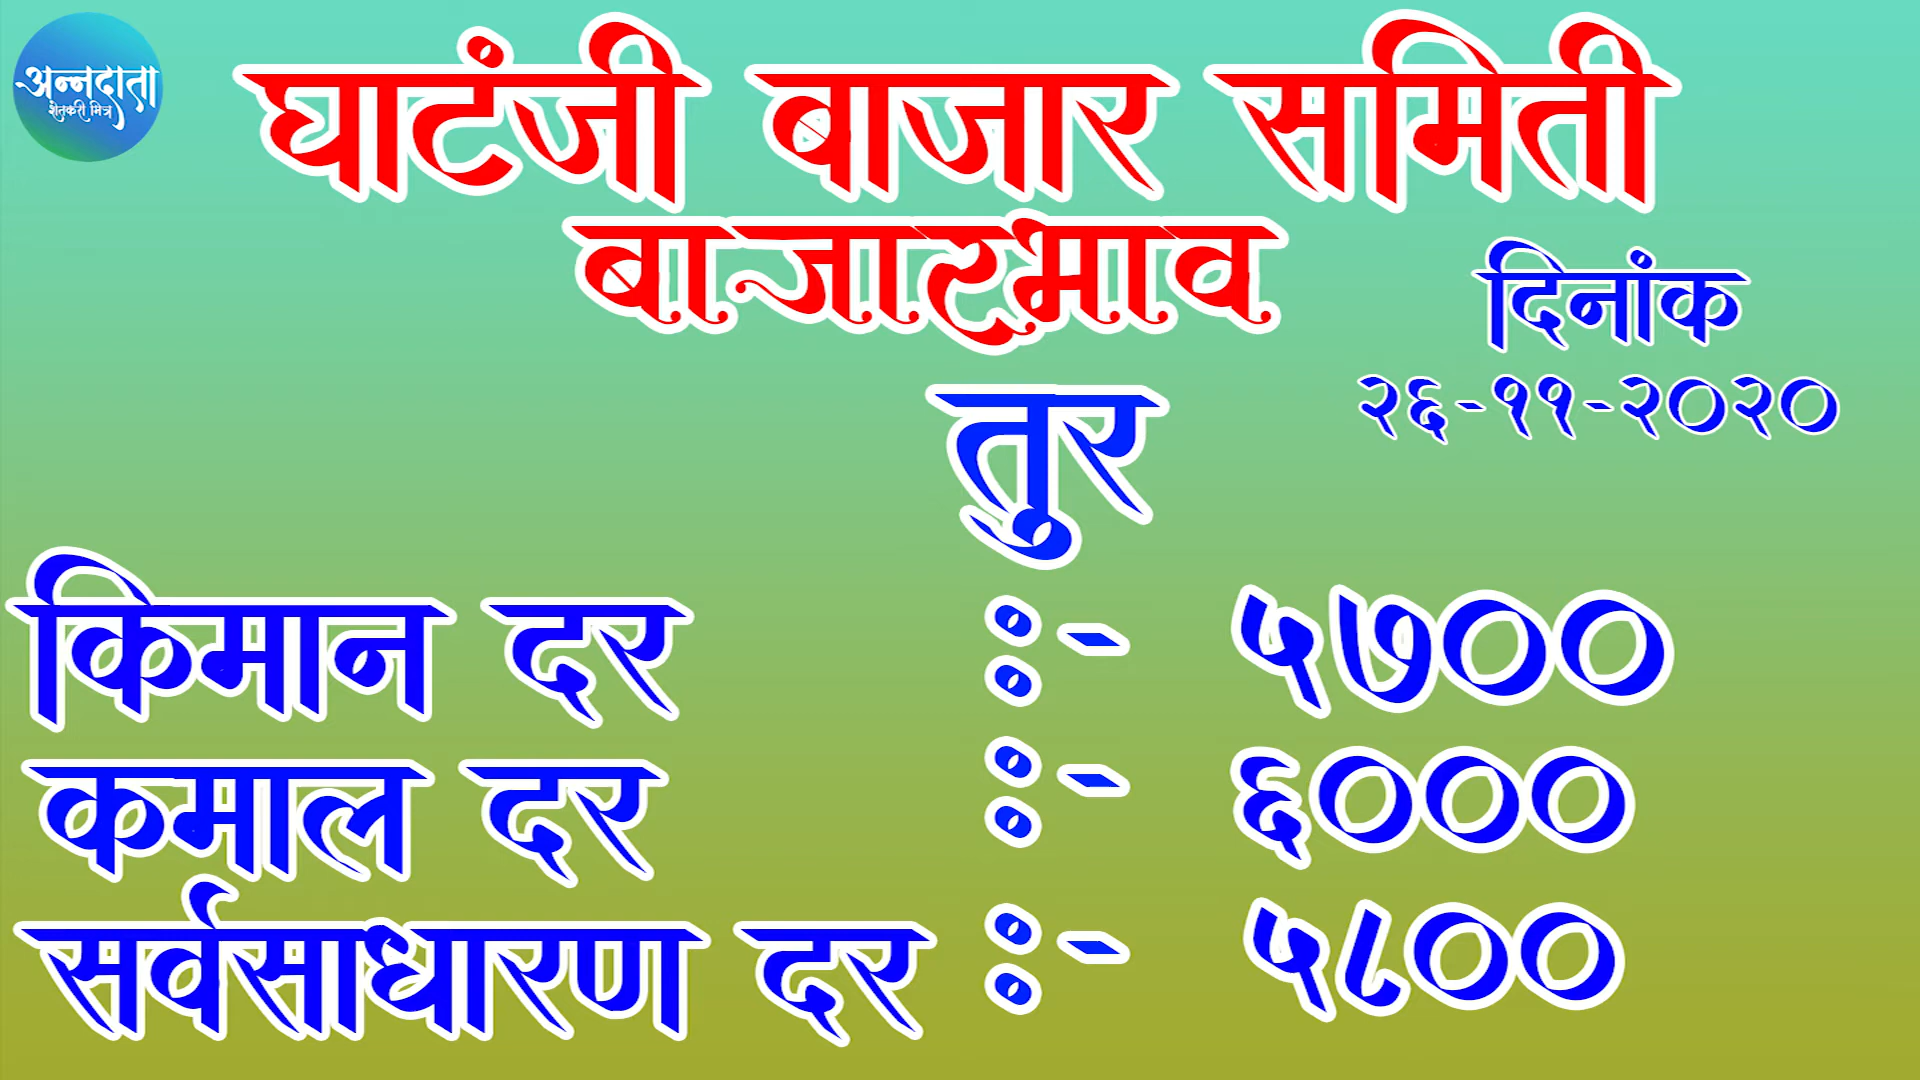 अन्नदाता
शेतकरी मित्र
घाटंजी बाजार समिती
बाजारभाव
दिनांक
२६-११-२०२०
तुर
किमान दर :- ५७००
कमाल दर :- ६०००
सर्वसाधारण दर :- ५८००